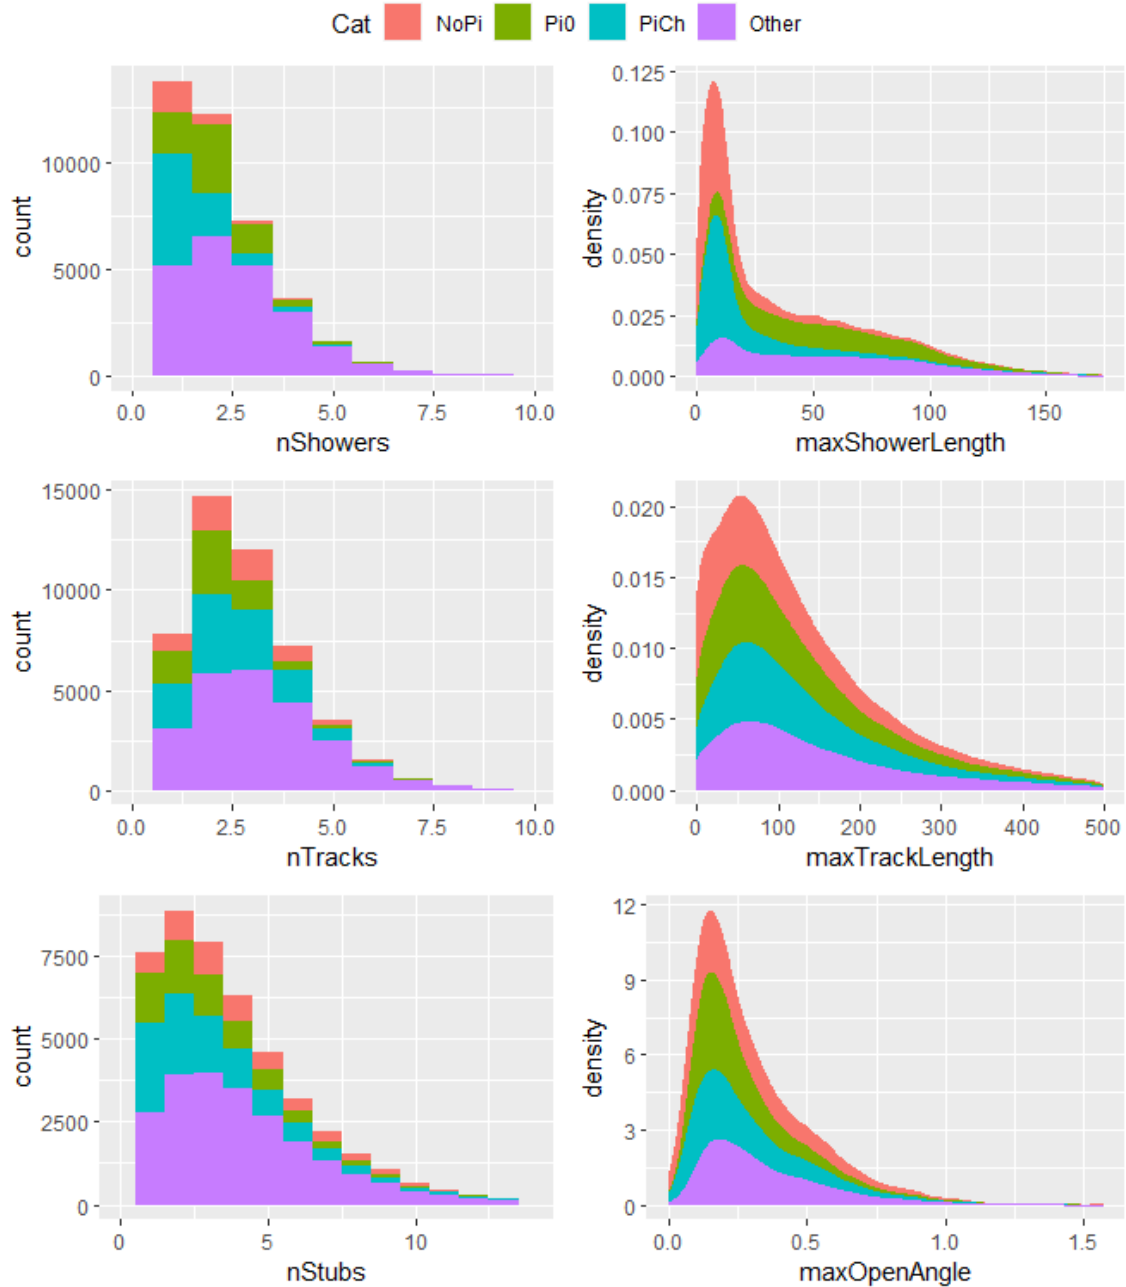 Cat NoPi Pi0 PiCh Other
count
10000
5000
0
0.0 2.5 5.0 7.5 10.0
nShowers
density
0.125
0.100
0.075
0.050
0.025
0.000
0 50 100 150
maxShowerLength
count
15000
10000
5000
0
0.0 2.5 5.0 7.5 10.0
nTracks
density
0.020
0.015
0.010
0.005
0.000
0 100 200 300 400 500
maxTrackLength
count
7500
5000
2500
0
0 5 10
nStubs
density
12
9
6
3
0
0.0 0.5 1.0 1.5
maxOpenAngle